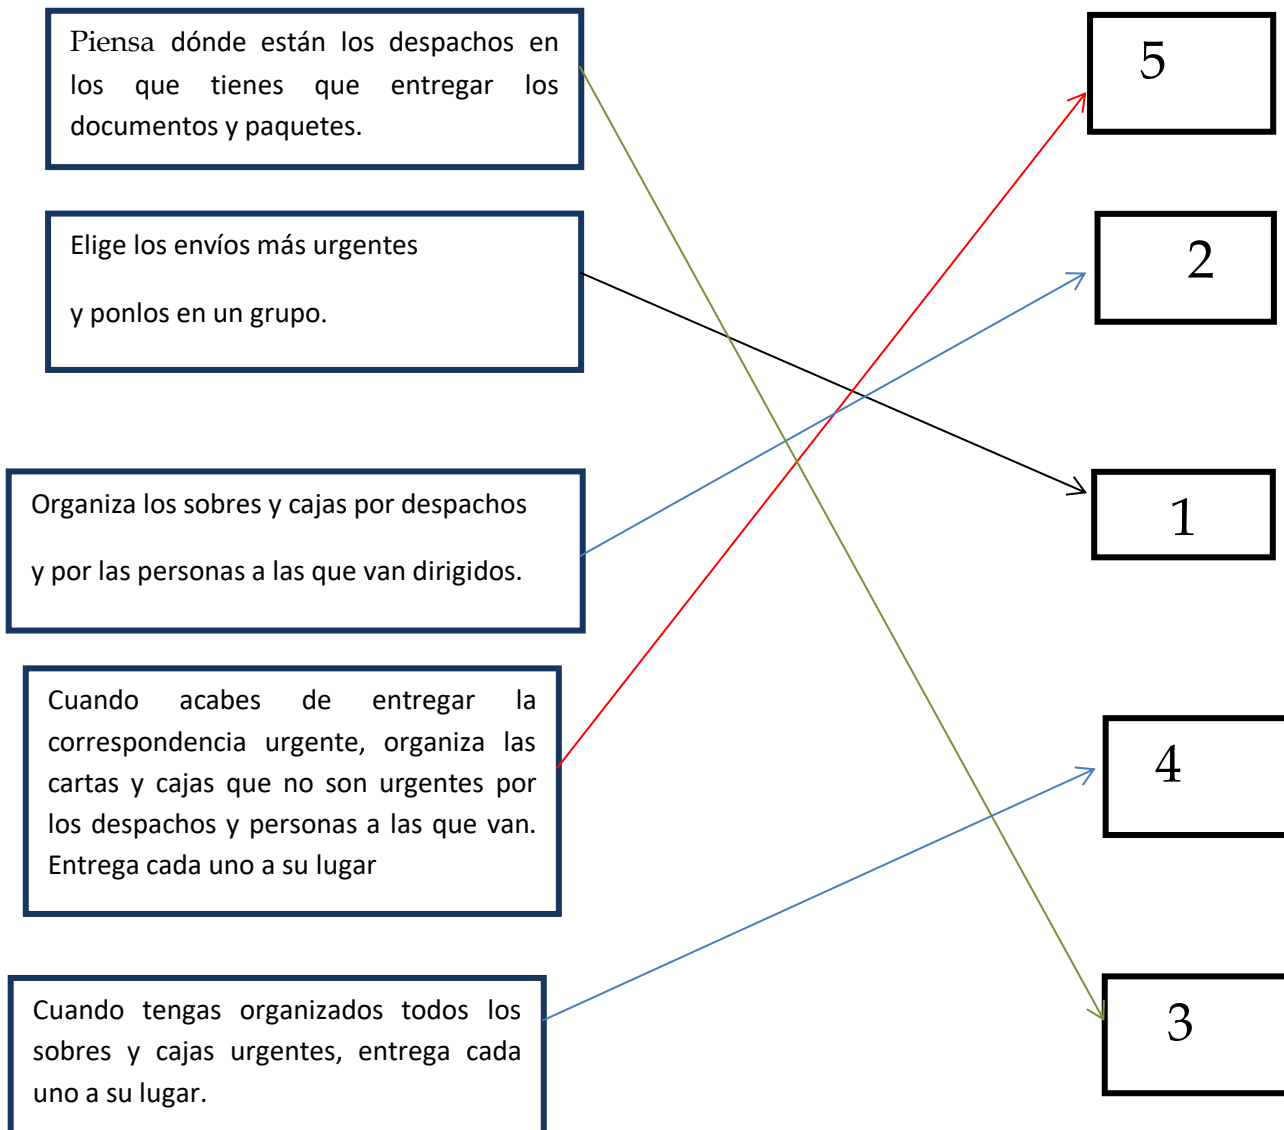 Piensa dónde están los despachos en
los que tienes que entregar los
documentos y paquetes.
5
Elige los envíos más urgentes
y ponlos en un grupo.
2
Organiza los sobres y cajas por despachos
y por las personas a las que van dirigidos.
1
Cuando acabes de entregar la
correspondencia urgente, organiza las
cartas y cajas que no son urgentes por
los despachos y personas a las que van.
Entrega cada uno a su lugar
4
Cuando tengas organizados todos los
sobres y cajas urgentes, entrega cada
uno a su lugar.
3